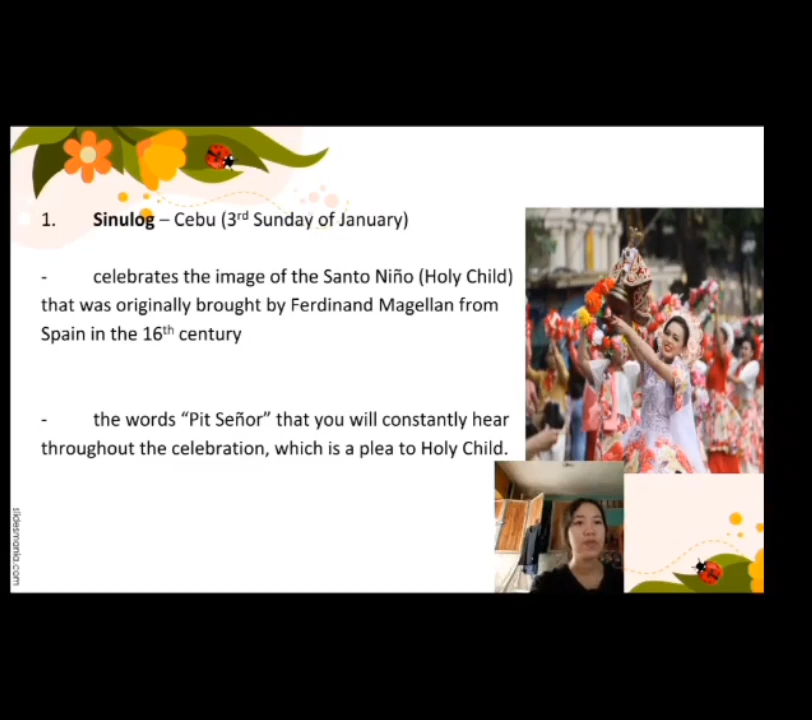 1. Sinulog – Cebu (3rd Sunday of January)
- celebrates the image of the Santo Niño (Holy Child)
that was originally brought by Ferdinand Magellan from
Spain in the 16th century
- the words “Pit Señor” that you will constantly hear
throughout the celebration, which is a plea to Holy Child.
slidesmania.com